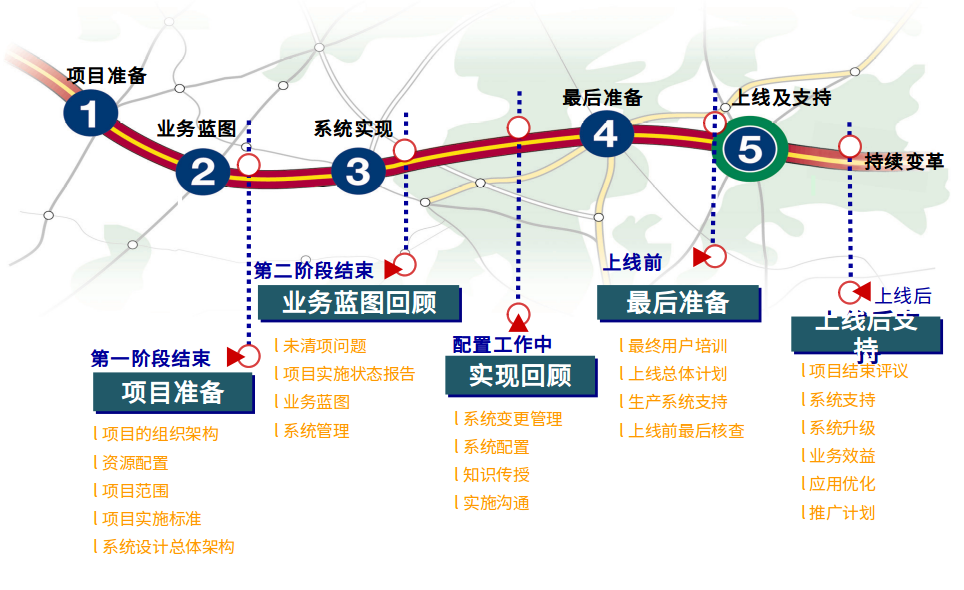 项目准备
1
业务蓝图
2
系统实现
3
最后准备
4
上线及支持
5
持续变革
第一阶段结束
项目准备
l 项目的组织架构
l 资源配置
l 项目范围
l 项目实施标准
l 系统设计总体架构
第二阶段结束
业务蓝图回顾
l 未清项问题
l 项目实施状态报告
l 业务蓝图
l 系统管理
配置工作中
实现回顾
l 系统变更管理
l 系统配置
l 知识传授
l 实施沟通
上线前
最后准备
l 最终用户培训
l 上线总体计划
l 生产系统支持
l 上线前最后核查
上线后
上线后支
持
l 项目结束评议
l 系统支持
l 系统升级
l 业务效益
l 应用优化
l 推广计划